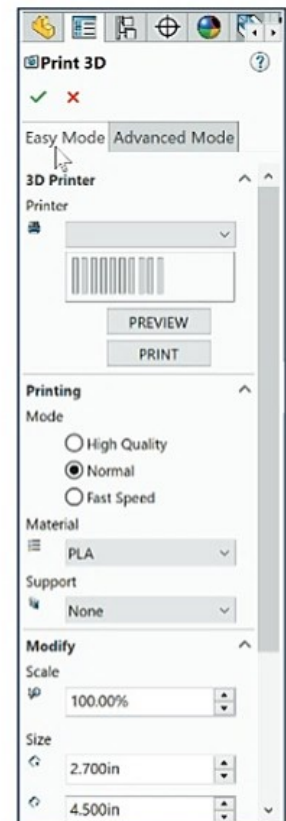 Print 3D
Easy Mode Advanced Mode
3D Printer
Printer
PREVIEW
PRINT
Printing
Mode
High Quality
Normal
Fast Speed
Material
PLA
Support
None
Modify
Scale
100.00%
Size
2.700in
4.500in